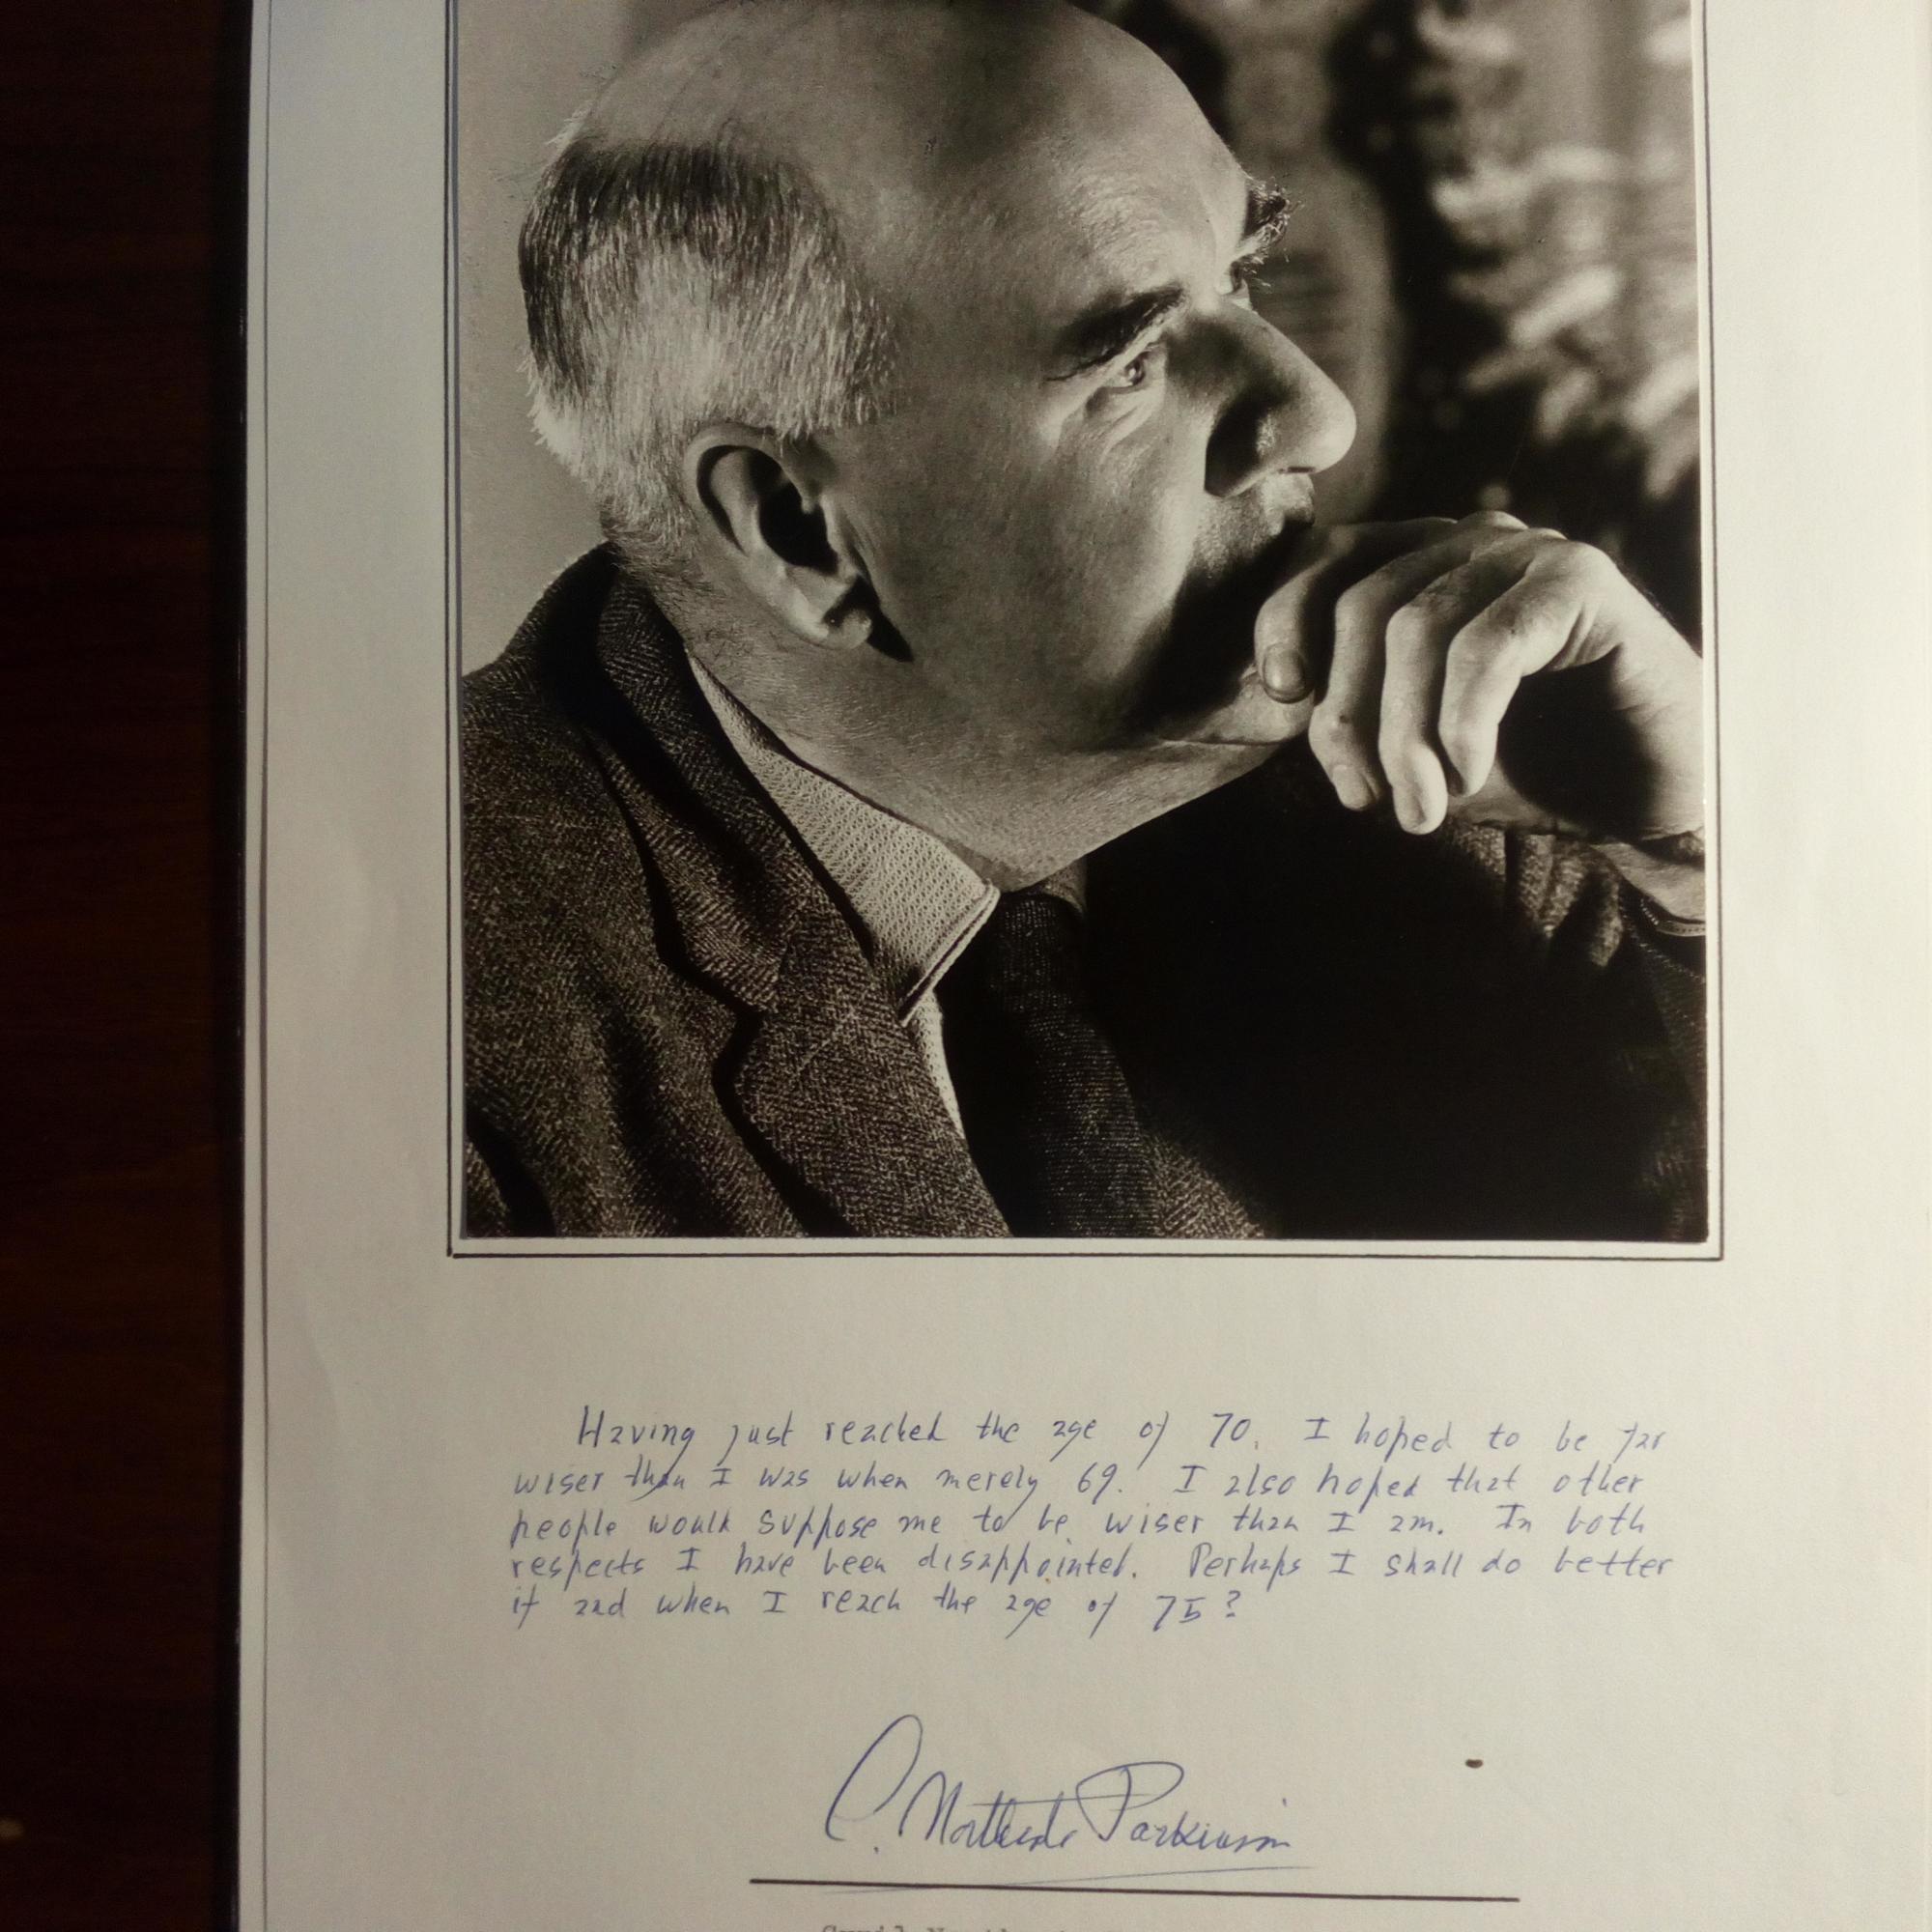 Having just reached the age of 70, I hoped to be far
wiser than I was when merely 69. I also hoped that other
people would suppose me to be wiser than I am. In both
respects I have been disappointed. Perhaps I shall do better
if and when I reach the age of 75?
C. Northcote Parkinson